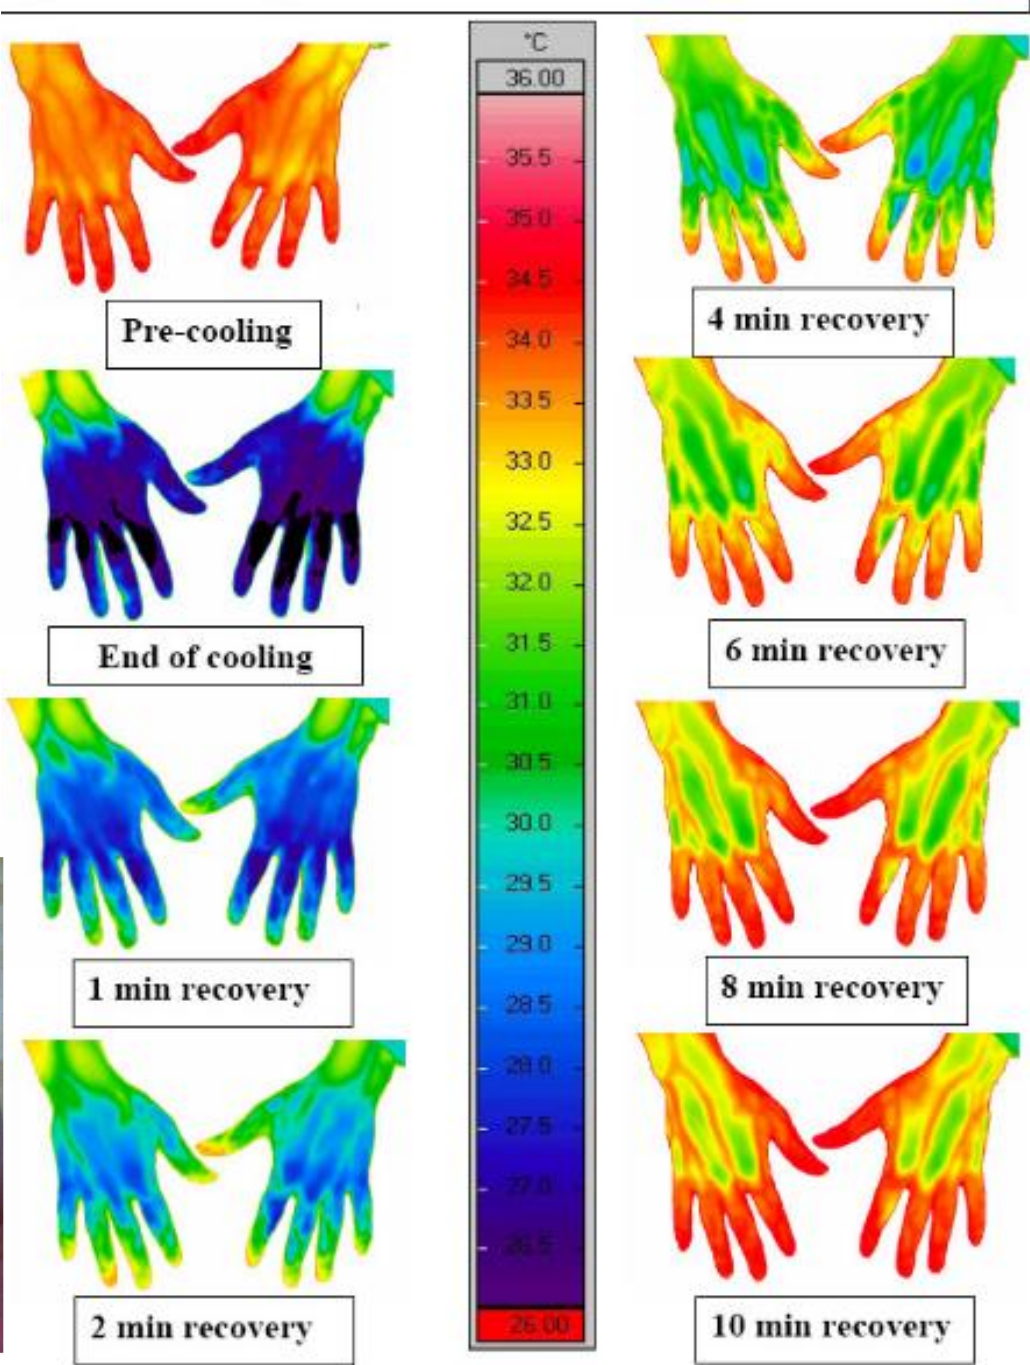 Pre-cooling
End of cooling
1 min recovery
2 min recovery
°C
36.00
35.5
35.0
34.5
34.0
33.5
33.0
32.5
32.0
31.5
31.0
30.5
30.0
29.5
29.0
28.5
28.0
27.5
27.0
26.5
26.00
4 min recovery
6 min recovery
8 min recovery
10 min recovery